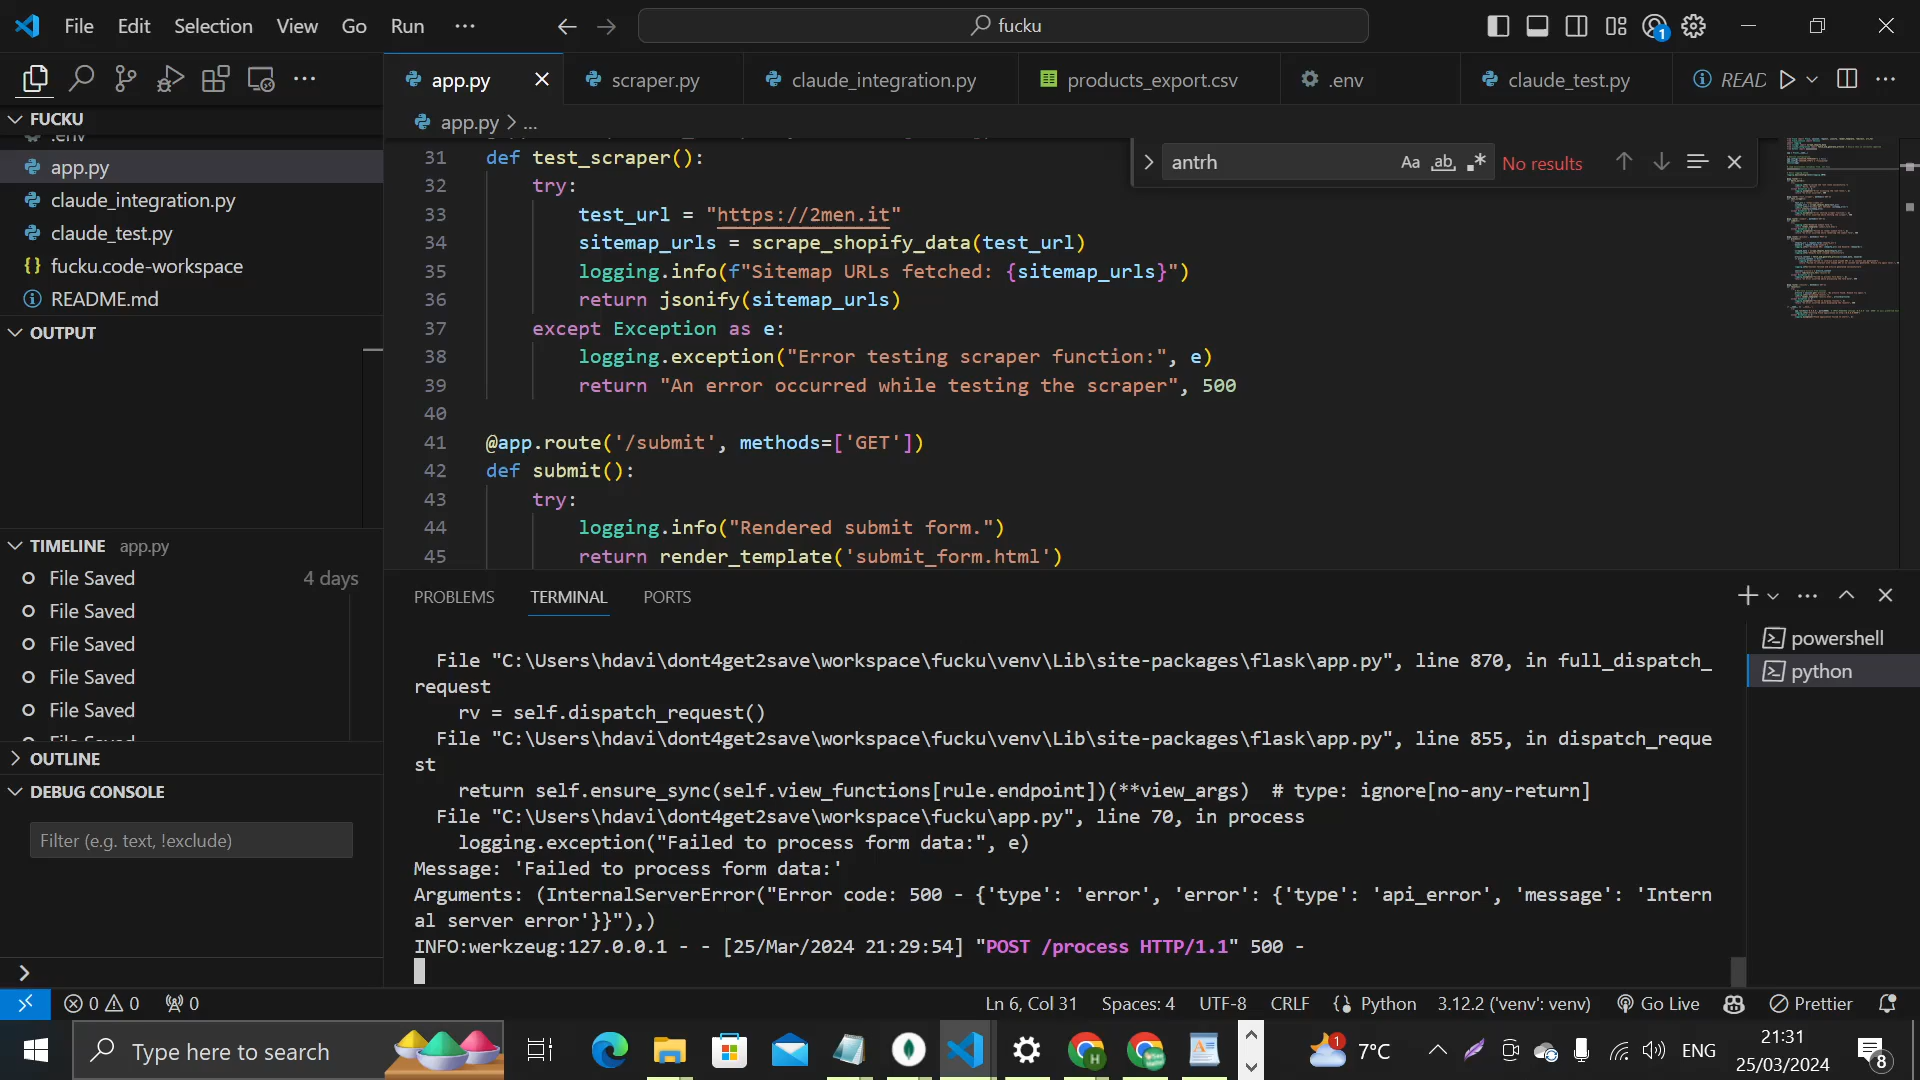 File Edit Selection View Go Run ...
fucku
1
app.py scraper.py claude_integration.py products_export.csv .env claude_test.py READ
FUCKU
app.py > ...
.env
app.py
claude_integration.py
claude_test.py
fucku.code-workspace
README.md
OUTPUT
TIMELINE app.py
File Saved 4 days
File Saved
File Saved
File Saved
File Saved
File Saved
OUTLINE
DEBUG CONSOLE
Filter (e.g. text, !exclude)
antrh Aa ab .* No results
31 def test_scraper():
32 try:
33 test_url = "https://2men.it"
34 sitemap_urls = scrape_shopify_data(test_url)
35 logging.info(f"Sitemap URLs fetched: {sitemap_urls}")
36 return jsonify(sitemap_urls)
37 except Exception as e:
38 logging.exception("Error testing scraper function:", e)
39 return "An error occurred while testing the scraper", 500
40
41 @app.route('/submit', methods=['GET'])
42 def submit():
43 try:
44 logging.info("Rendered submit form.")
45 return render_template('submit_form.html')
PROBLEMS TERMINAL PORTS
powershell
python
File "C:\Users\hdavi\dont4get2save\workspace\fucku\venv\Lib\site-packages\flask\app.py", line 870, in full_dispatch_
request
rv = self.dispatch_request()
File "C:\Users\hdavi\dont4get2save\workspace\fucku\venv\Lib\site-packages\flask\app.py", line 855, in dispatch_reque
st
return self.ensure_sync(self.view_functions[rule.endpoint])(**view_args)  # type: ignore[no-any-return]
File "C:\Users\hdavi\dont4get2save\workspace\fucku\app.py", line 70, in process
logging.exception("Failed to process form data:", e)
Message: 'Failed to process form data:'
Arguments: (InternalServerError("Error code: 500 - {'type': 'error', 'error': {'type': 'api_error', 'message': 'Intern
al server error'}}"),)
INFO:werkzeug:127.0.0.1 - - [25/Mar/2024 21:29:54] "POST /process HTTP/1.1" 500 -
0 0 0 Ln 6, Col 31 Spaces: 4 UTF-8 CRLF Python 3.12.2 ('venv': venv) Go Live Prettier
Type here to search
1 7°C ENG
21:31
25/03/2024
8